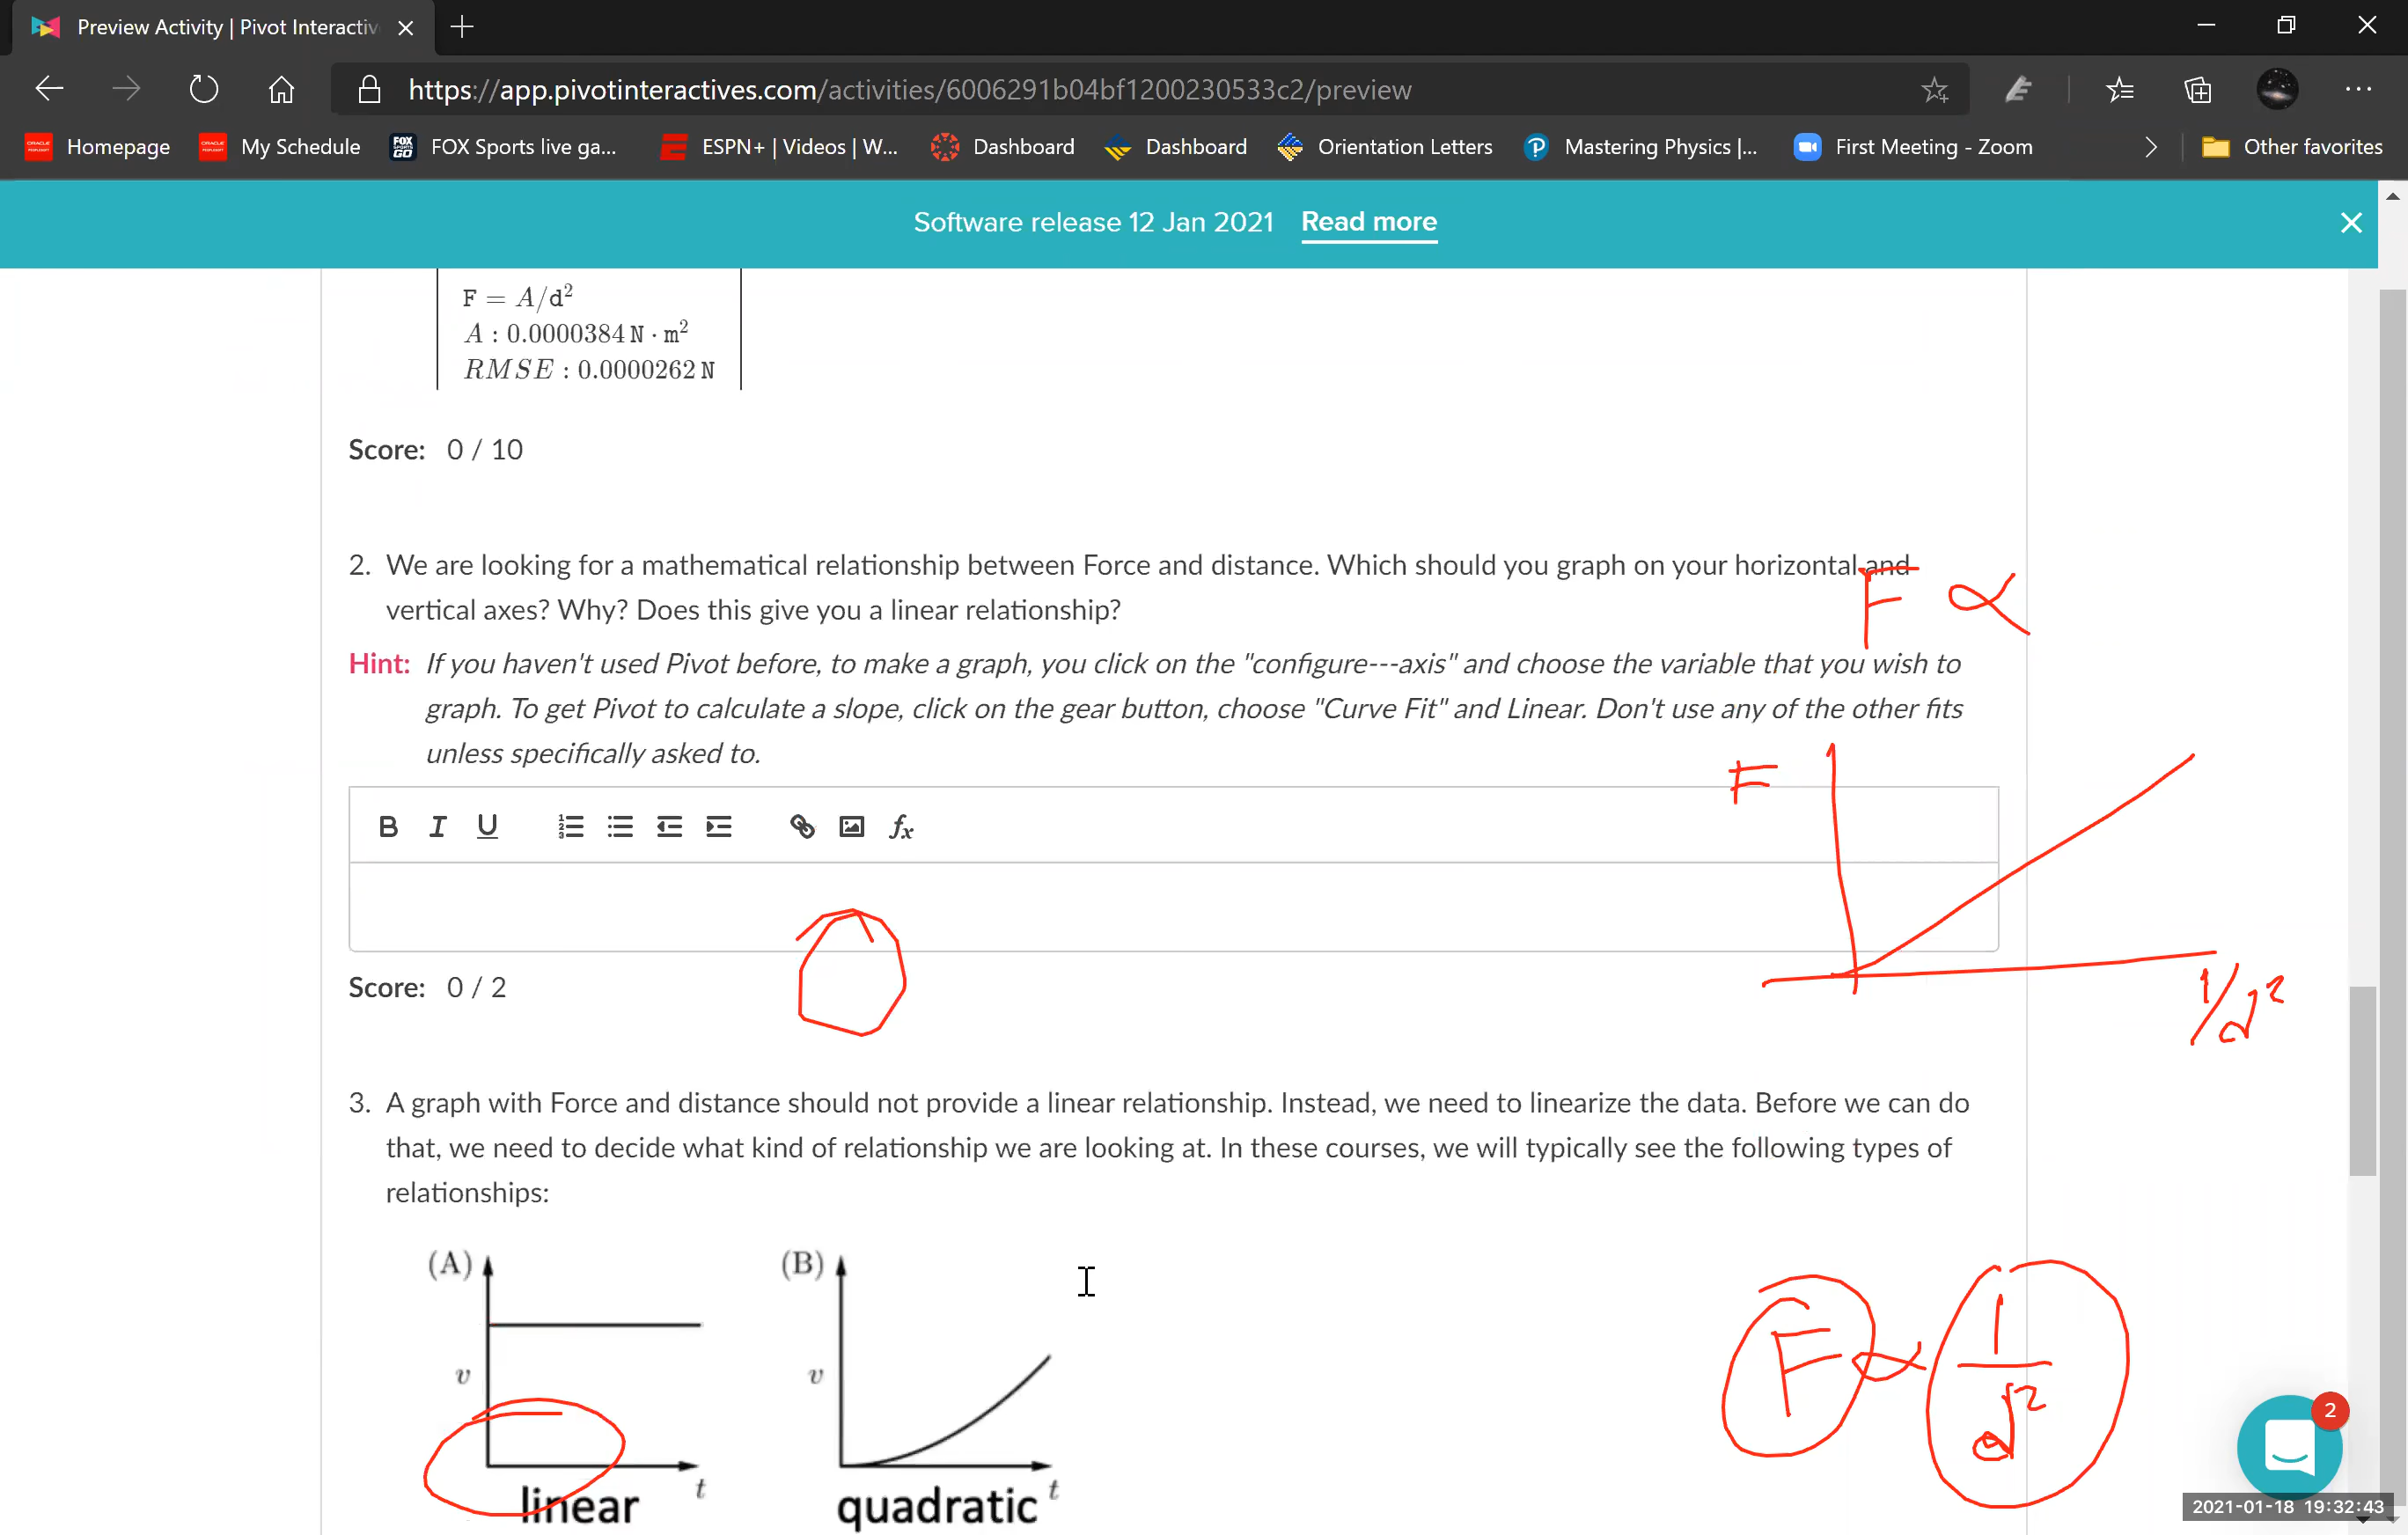 Preview Activity | Pivot Interactiv
https://app.pivotinteractives.com/activities/6006291b04bf1200230533c2/preview
Homepage My Schedule FOX Sports live ga... ESPN+ | Videos | W... Dashboard Dashboard Orientation Letters Mastering Physics |... First Meeting - Zoom Other favorites
Software release 12 Jan 2021 Read more
F = A/d²
A : 0.0000384 N · m²
RMSE : 0.0000262 N
Score: 0 / 10
2. We are looking for a mathematical relationship between Force and distance. Which should you graph on your horizontal and
vertical axes? Why? Does this give you a linear relationship?
F ∝
Hint: If you haven't used Pivot before, to make a graph, you click on the "configure---axis" and choose the variable that you wish to
graph. To get Pivot to calculate a slope, click on the gear button, choose "Curve Fit" and Linear. Don't use any of the other fits
unless specifically asked to.
F
B I U fx
1/d²
Score: 0 / 2
3. A graph with Force and distance should not provide a linear relationship. Instead, we need to linearize the data. Before we can do
that, we need to decide what kind of relationship we are looking at. In these courses, we will typically see the following types of
relationships:
(A) (B)
v v
F ∝ 1/d²
t t
linear quadratic
2
2021-01-18 19:32:43